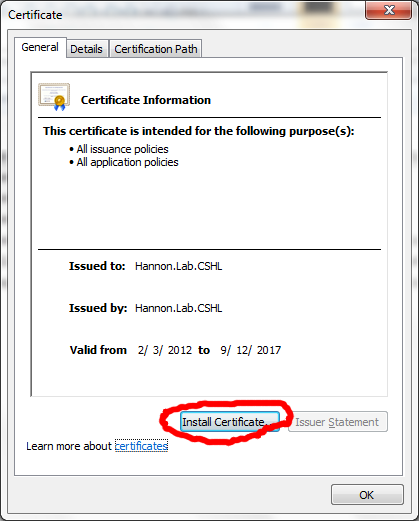 Certificate
General Details Certification Path
Certificate Information
This certificate is intended for the following purpose(s):
• All issuance policies
• All application policies
Issued to: Hannon.Lab.CSHL
Issued by: Hannon.Lab.CSHL
Valid from 2/ 3/ 2012 to 9/ 12/ 2017
Install Certificate... Issuer Statement
Learn more about certificates
OK